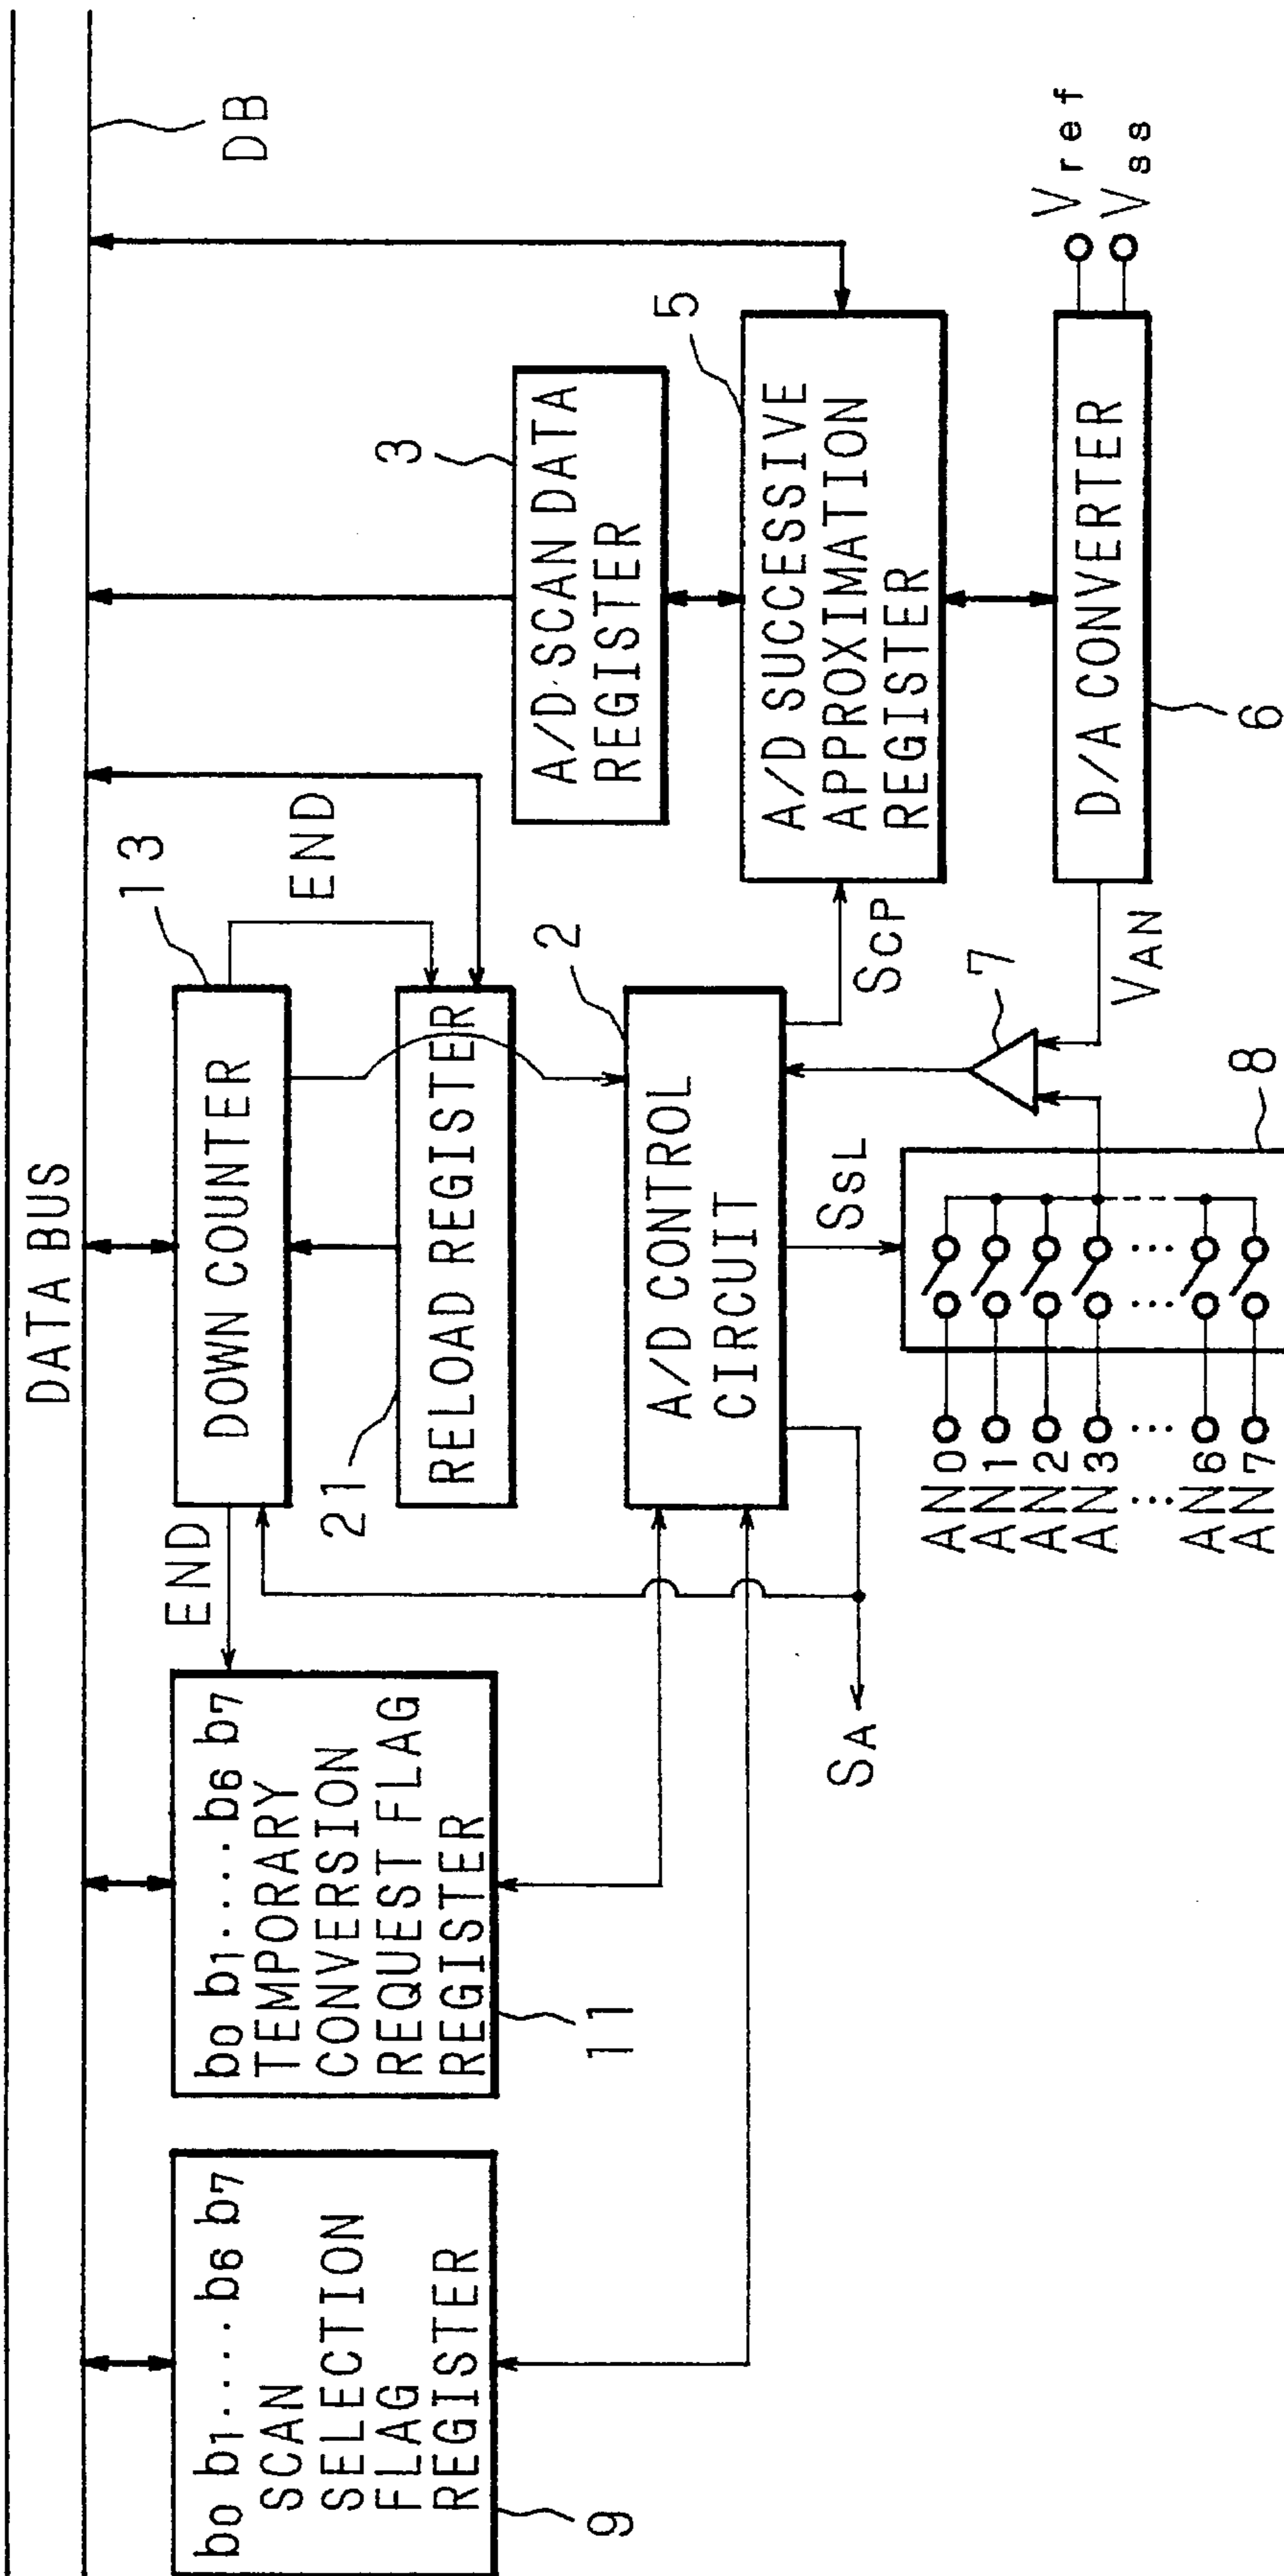 DATA BUS
DB
b0 b1.... b6 b7
SCAN
SELECTION
FLAG
REGISTER
9
b0 b1.... b6 b7
TEMPORARY
CONVERSION
REQUEST FLAG
REGISTER
11
END
DOWN COUNTER
13
END
21
RELOAD REGISTER
2
A/D CONTROL
CIRCUIT
3
A/D SCAN DATA
REGISTER
5
A/D SUCCESSIVE
APPROXIMATION
REGISTER
SCP
SSL
SA
7
VAN
D/A CONVERTER
6
Vref
Vss
8
AN0
AN1
AN2
AN3
...
AN6
AN7